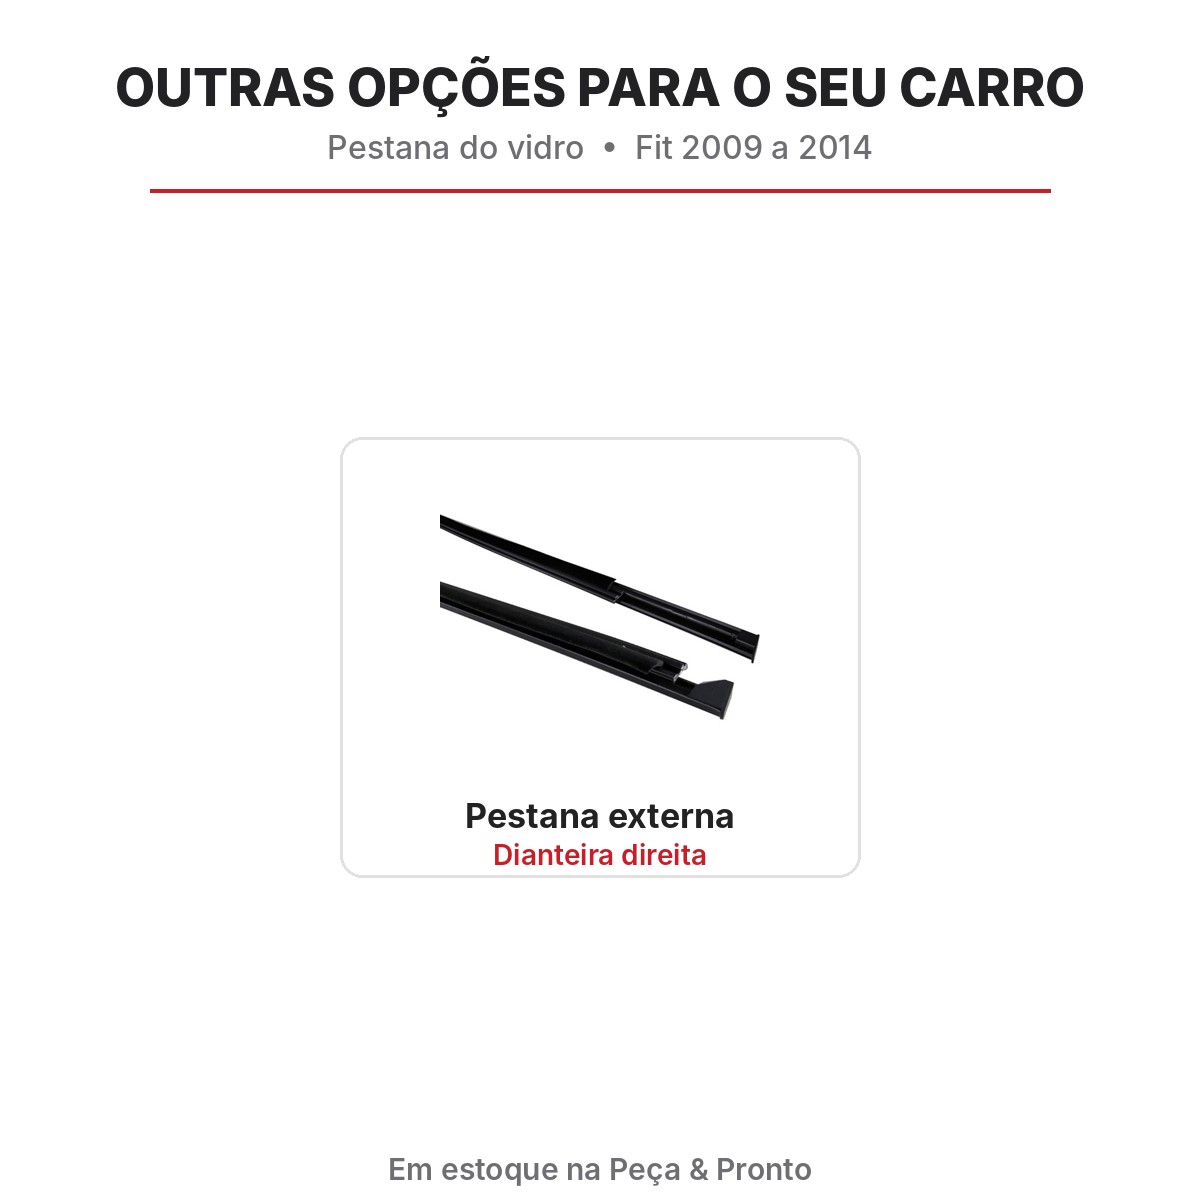 OUTRAS OPÇÕES PARA O SEU CARRO
Pestana do vidro • Fit 2009 a 2014
Pestana externa
Dianteira direita
Em estoque na Peça & Pronto